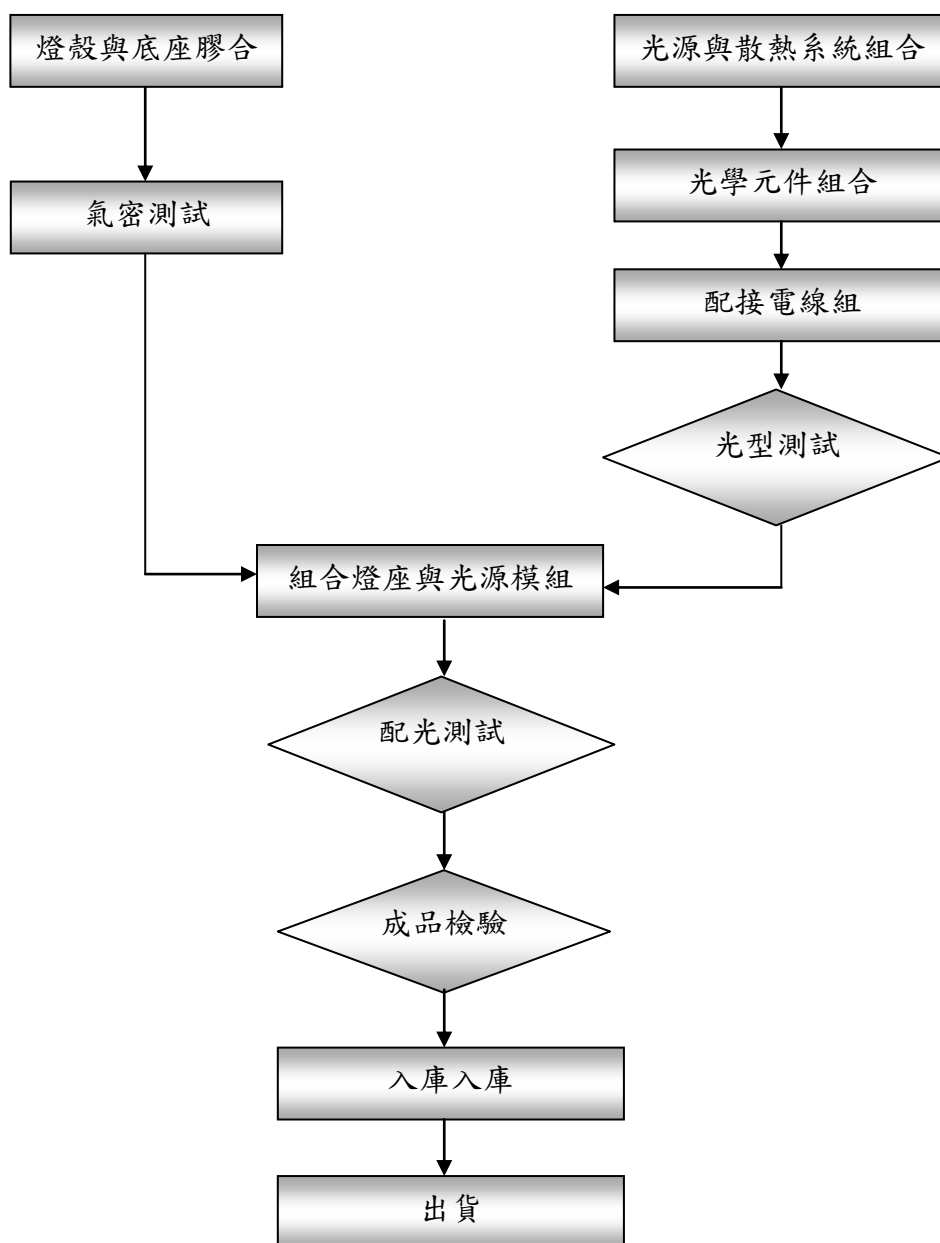 燈殼與底座膠合
光源與散熱系統組合
光學元件組合
氣密測試
配接電線組
光型測試
組合燈座與光源模組
配光測試
成品檢驗
入庫入庫
出貨